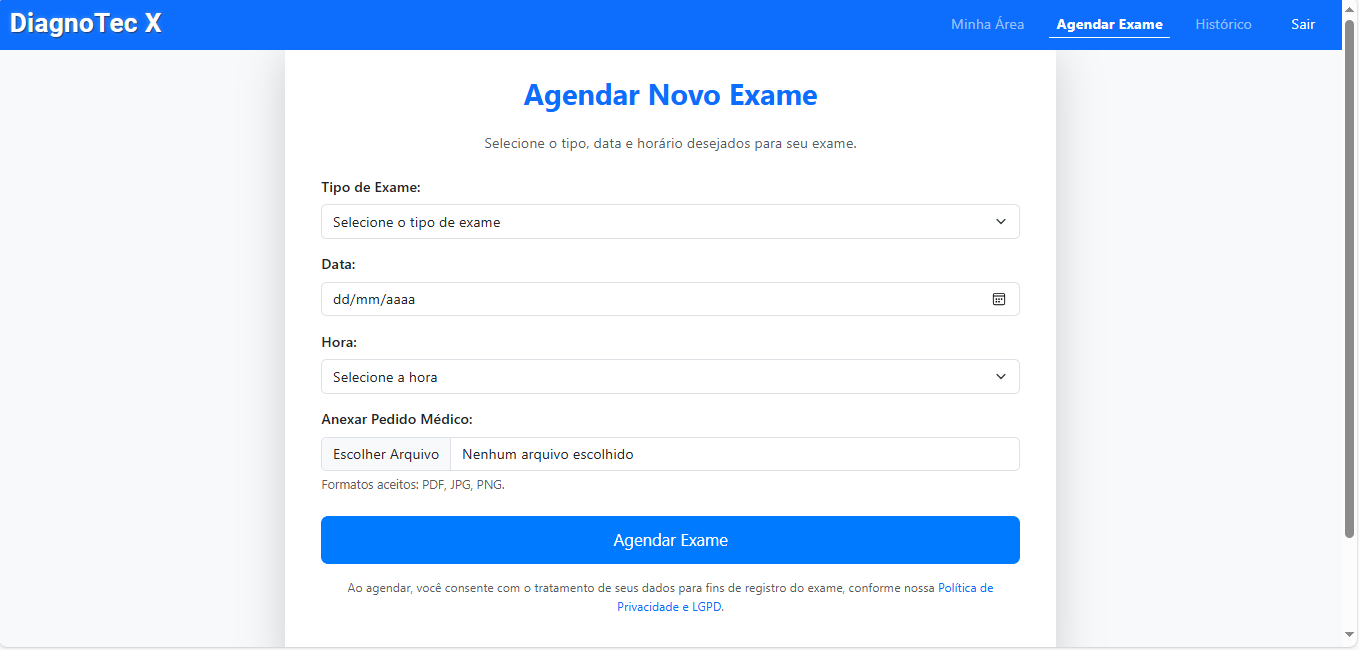 DiagnoTec X
Minha Área
Agendar Exame
Histórico
Sair
Agendar Novo Exame
Selecione o tipo, data e horário desejados para seu exame.
Tipo de Exame:
Selecione o tipo de exame
Data:
dd/mm/aaaa
Hora:
Selecione a hora
Anexar Pedido Médico:
Escolher Arquivo Nenhum arquivo escolhido
Formatos aceitos: PDF, JPG, PNG.
Agendar Exame
Ao agendar, você consente com o tratamento de seus dados para fins de registro do exame, conforme nossa Política de
Privacidade e LGPD.